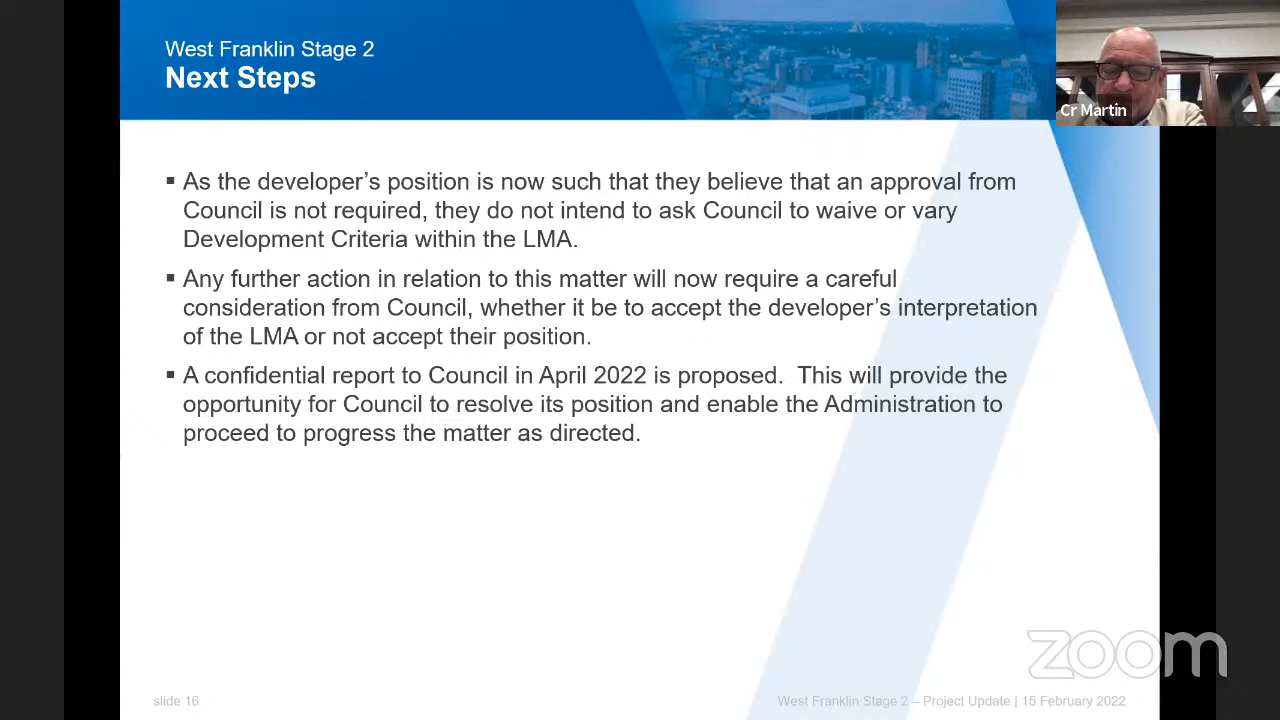 West Franklin Stage 2
Next Steps
Cr Martin
▪ As the developer’s position is now such that they believe that an approval from
Council is not required, they do not intend to ask Council to waive or vary
Development Criteria within the LMA.
▪ Any further action in relation to this matter will now require a careful
consideration from Council, whether it be to accept the developer’s interpretation
of the LMA or not accept their position.
▪ A confidential report to Council in April 2022 is proposed.  This will provide the
opportunity for Council to resolve its position and enable the Administration to
proceed to progress the matter as directed.
zoom
slide 16
West Franklin Stage 2 – Project Update | 15 February 2022